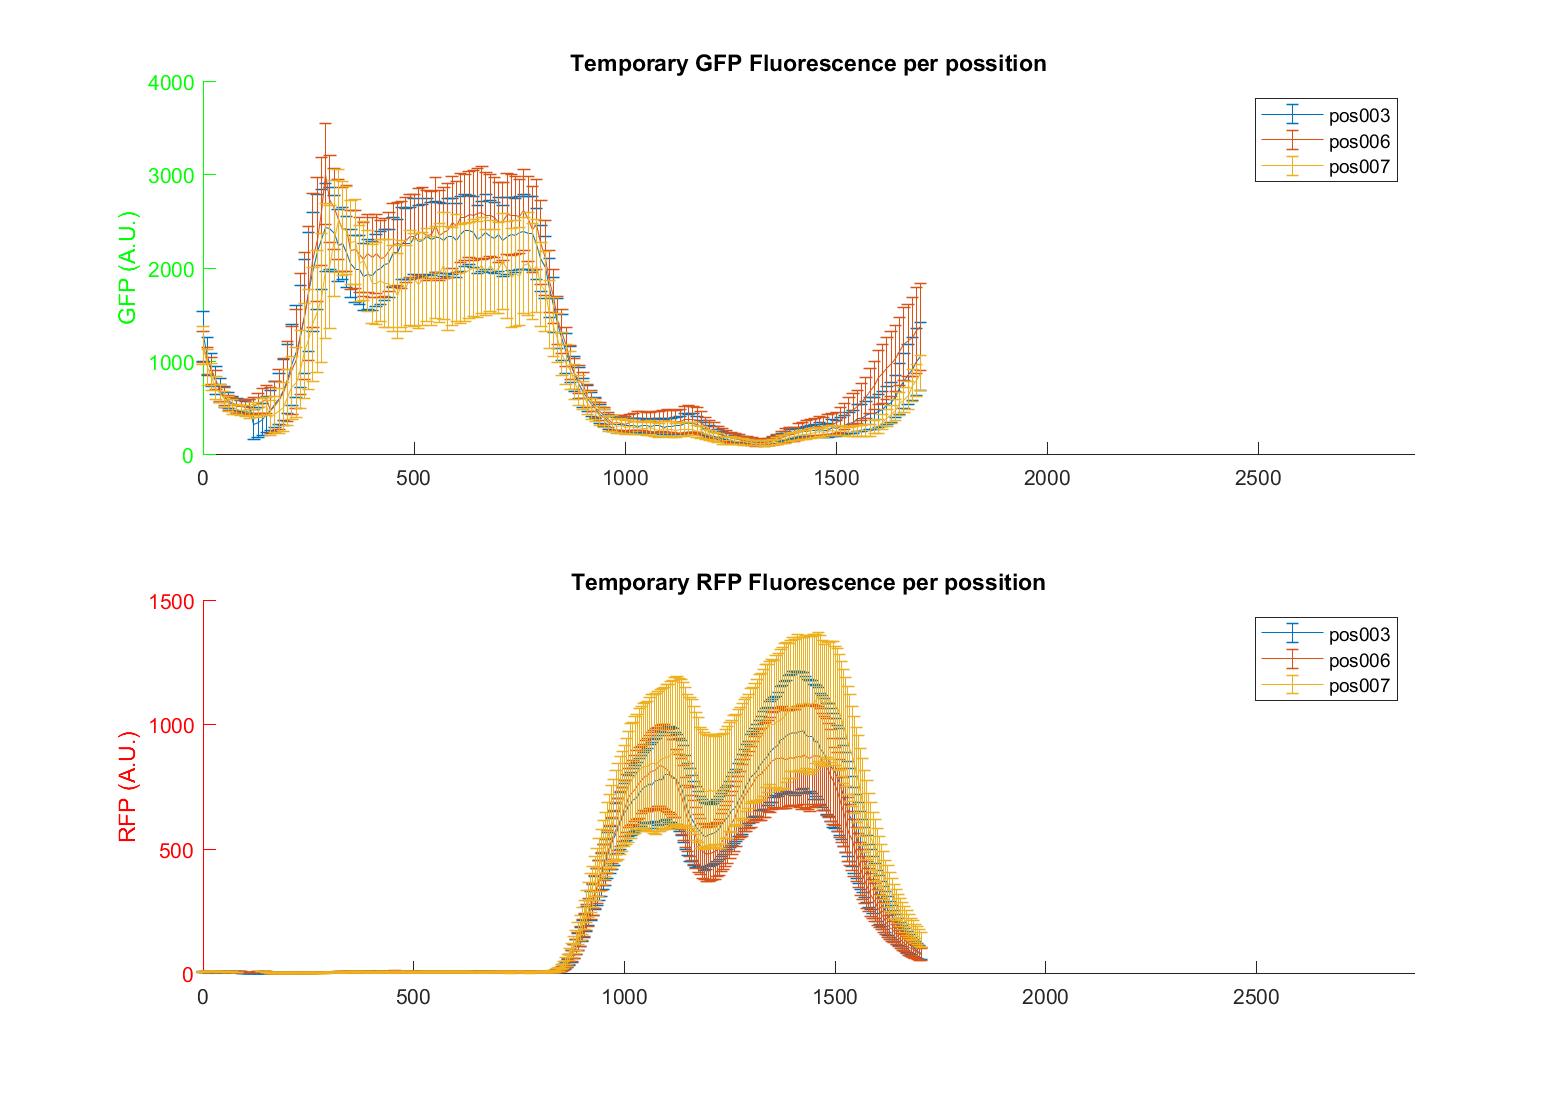 Temporary GFP Fluorescence per possition
4000
3000
2000
1000
0
GFP (A.U.)
0 500 1000 1500 2000 2500
pos003
pos006
pos007
Temporary RFP Fluorescence per possition
1500
1000
500
0
RFP (A.U.)
0 500 1000 1500 2000 2500
pos003
pos006
pos007